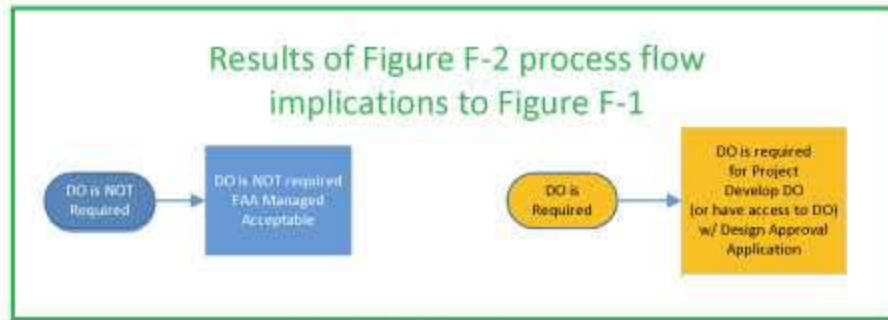 Results of Figure F-2 process flow
implications to Figure F-1
DO is NOT
Required
DO is NOT required
FAA Managed
Acceptable
DO is
Required
DO is required
for Project
Develop DO
(or have access to DO)
w/ Design Approval
Application